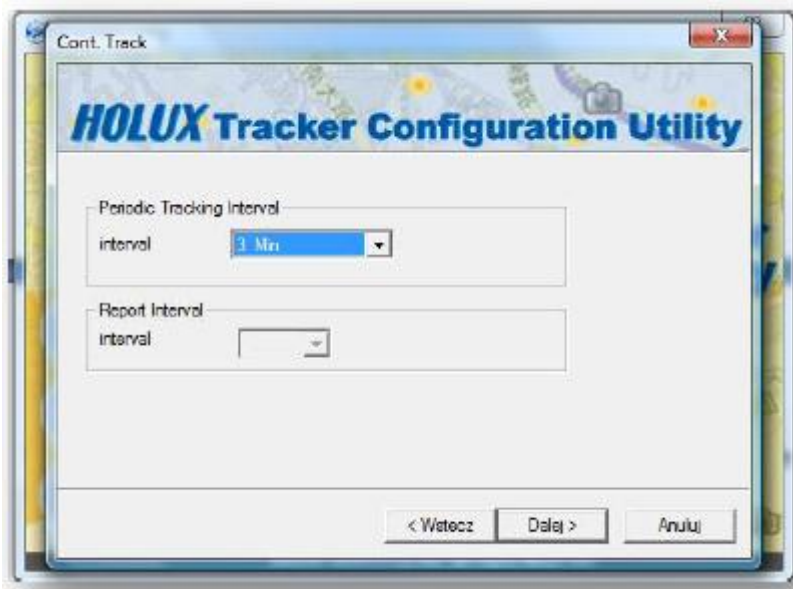 Cont. Track
HOLUX Tracker Configuration Utility
Periodic Tracking Interval
interval
3 Min
Report Interval
interval
< Wstecz
Dalej >
Anuluj